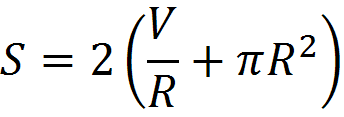 S = 2 (V/R + πR²)